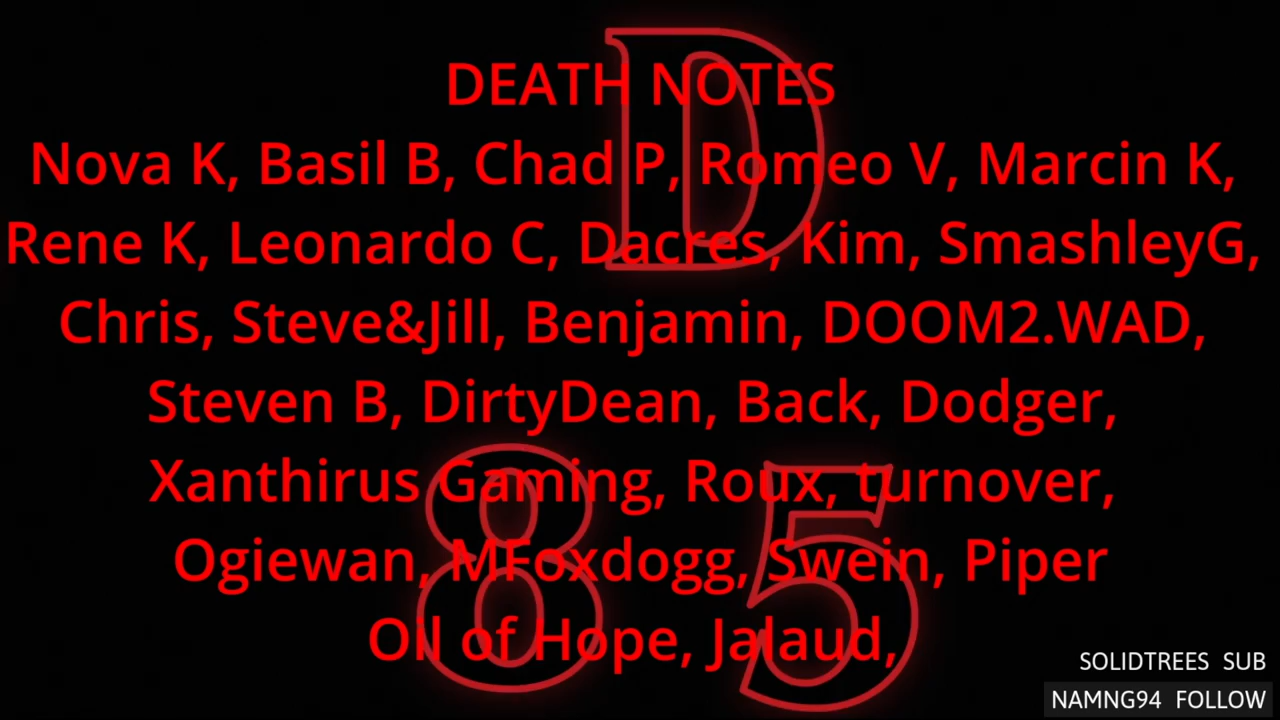 DEATH NOTES
Nova K, Basil B, Chad P, Romeo V, Marcin K,
Rene K, Leonardo C, Dacres, Kim, SmashleyG,
Chris, Steve&Jill, Benjamin, DOOM2.WAD,
Steven B, DirtyDean, Back, Dodger,
Xanthirus Gaming, Roux, turnover,
Ogiewan, MFoxdogg, Swein, Piper
Oil of Hope, Jalaud,
D
8 5
SOLIDTREES SUB
NAMNG94 FOLLOW